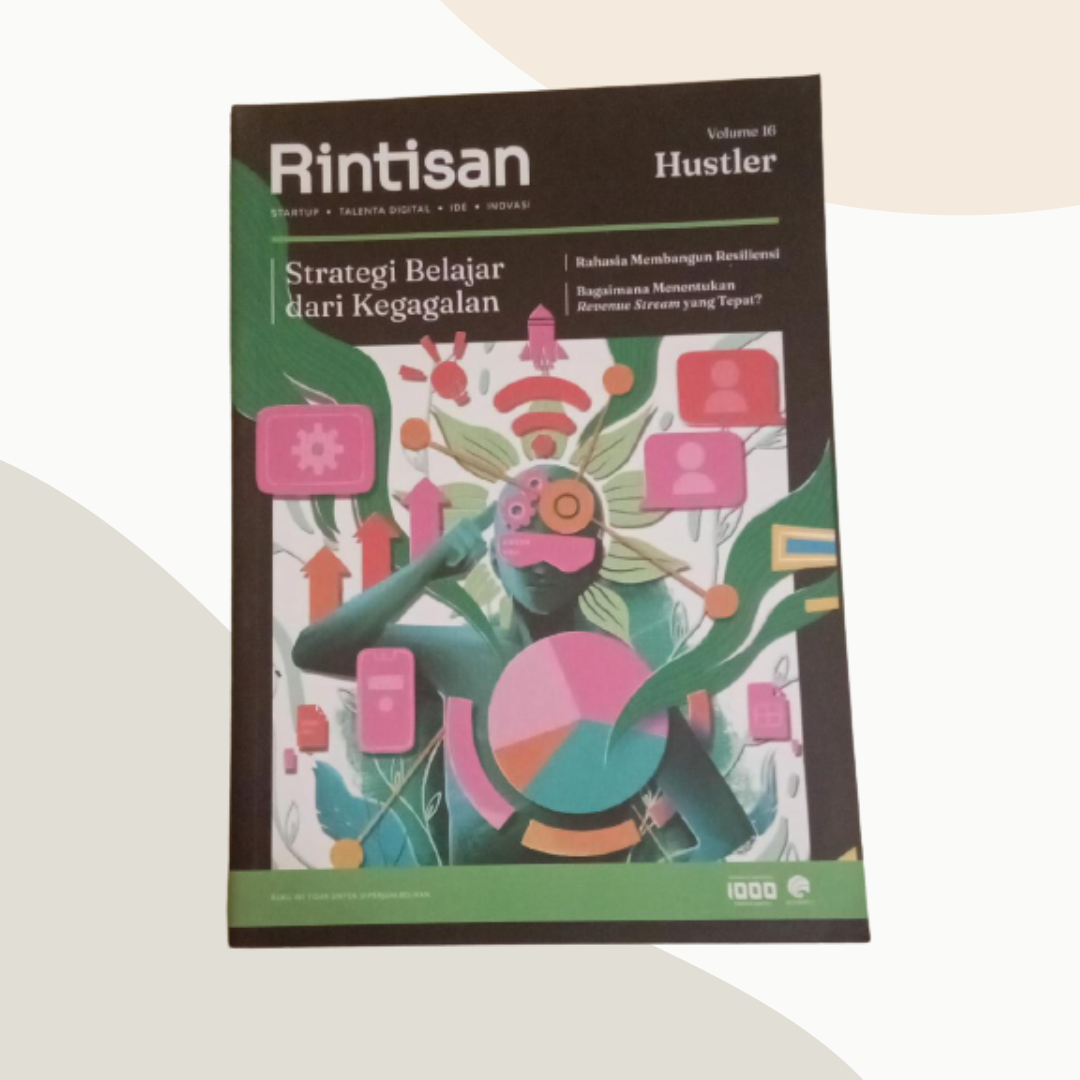 Rintisan
STARTUP • TALENTA DIGITAL • IDE • INOVASI
Volume 16
Hustler
Strategi Belajar
dari Kegagalan
Rahasia Membangun Resiliensi
Bagaimana Menentukan
Revenue Stream yang Tepat?
BUKU INI TIDAK UNTUK DIPERJUALBELIKAN
1000